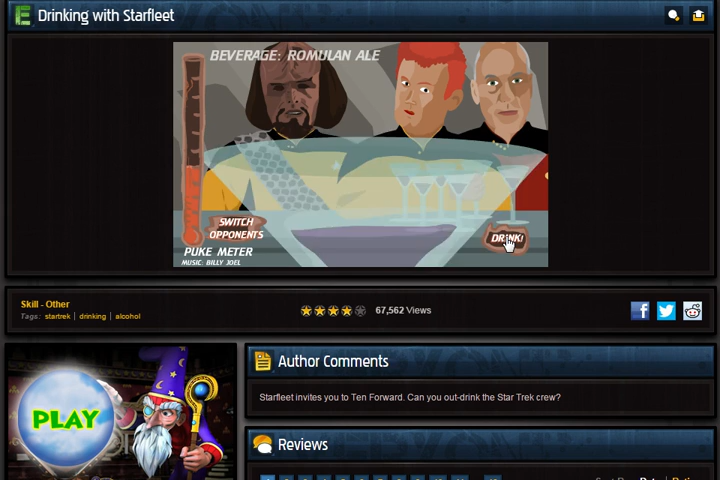 Drinking with Starfleet
BEVERAGE: ROMULAN ALE
SWITCH
OPPONENTS
DRINK!
PUKE METER
MUSIC: BILLY JOEL
Skill - Other
67,562 Views
Tags: startrek | drinking | alcohol
PLAY
Author Comments
Starfleet invites you to Ten Forward. Can you out-drink the Star Trek crew?
Reviews